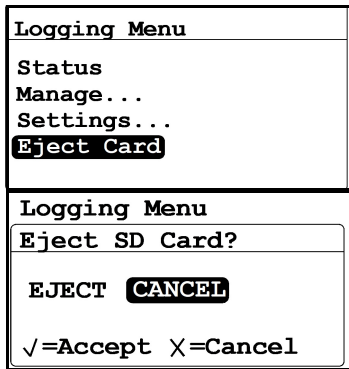 Logging Menu
Status
Manage...
Settings...
Eject Card
Logging Menu
Eject SD Card?
EJECT CANCEL
√=Accept X=Cancel